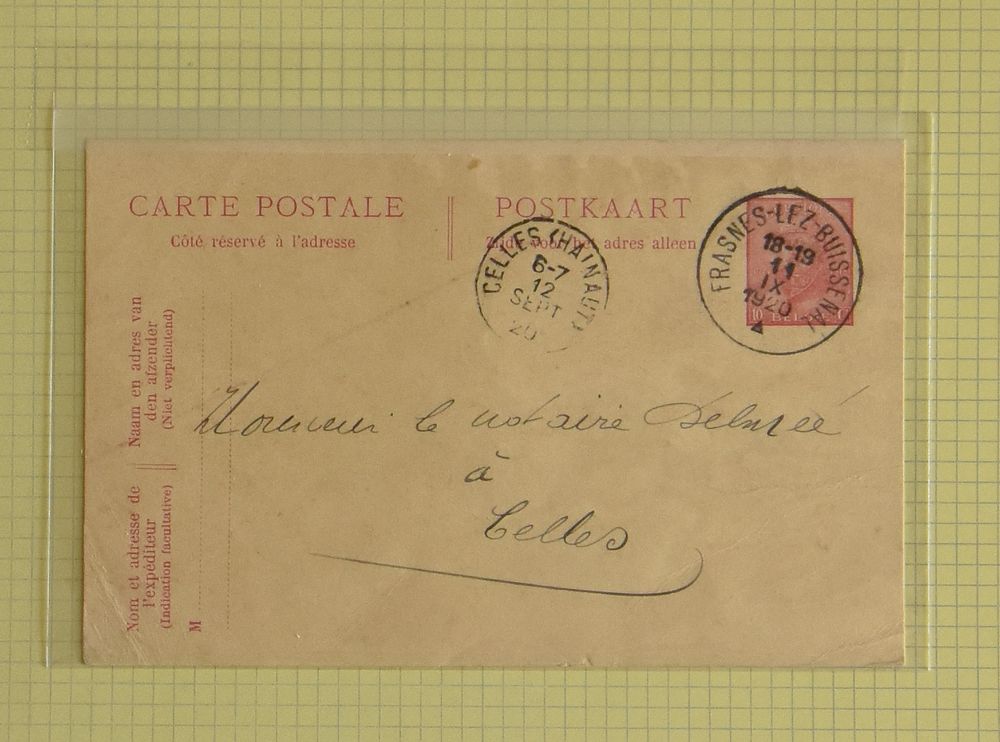 CARTE POSTALE
Côté réservé à l'adresse
POSTKAART
Zijde voor het adres alleen
CELLES (HAINAUT)
6-7
12
SEPT
20
FRASNES-LEZ-BUISSENAL
18-19
11
IX
1920
10
Naam en adres van
den afzender
(Niet verplichtend)
Nom et adresse de
l'expéditeur
(Indication facultative)
M
Monsieur le notaire Delmée
à
Celles